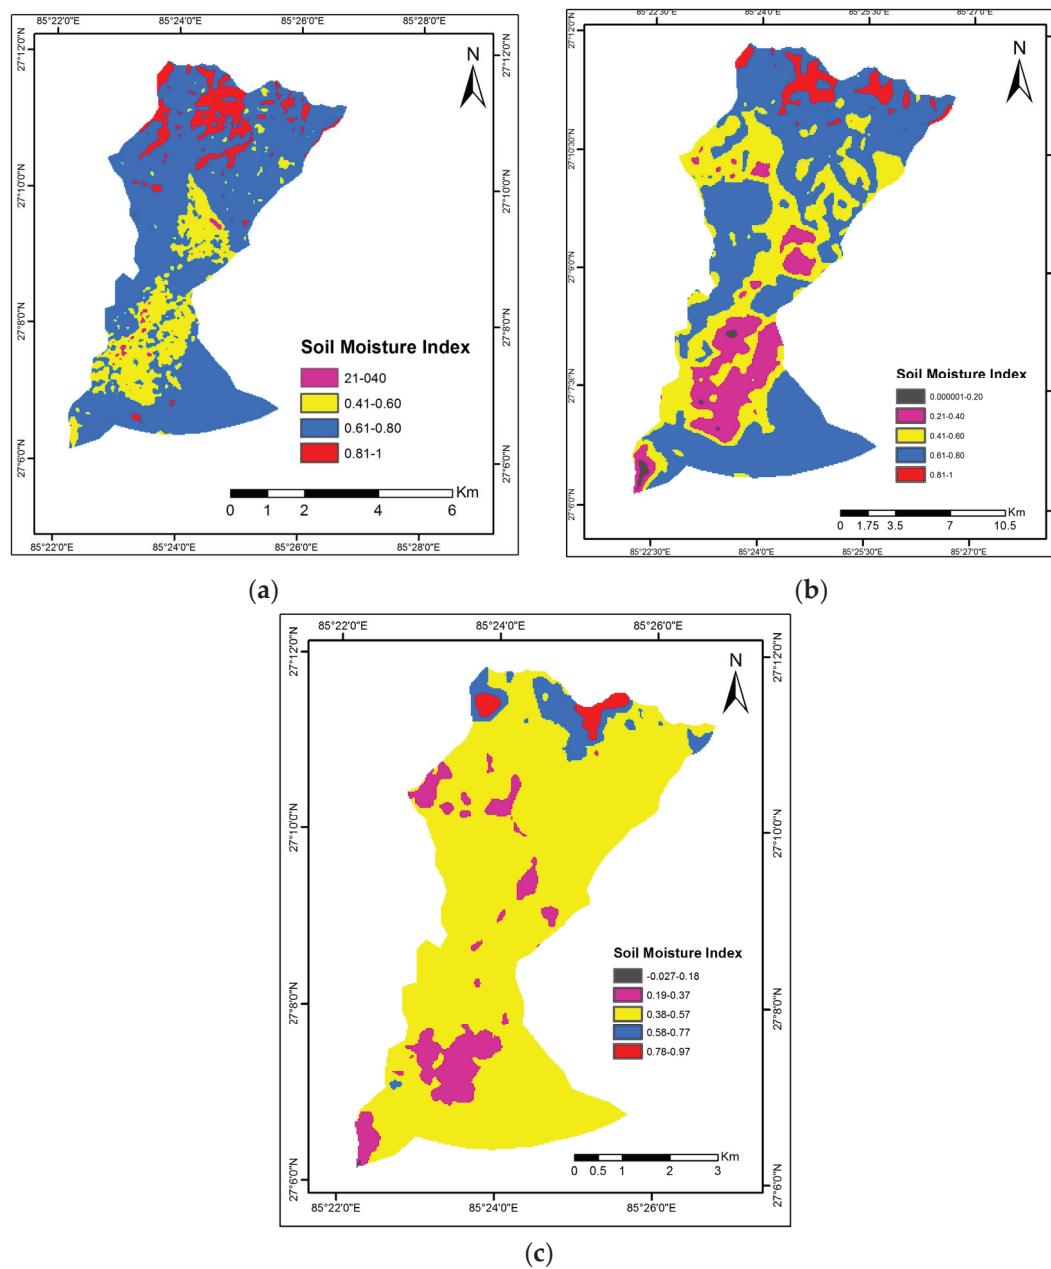 85°22'0"E 85°24'0"E 85°26'0"E 85°28'0"E
27°12'0"N 27°12'0"N
N
27°10'0"N 27°10'0"N
27°8'0"N 27°8'0"N
27°6'0"N 27°6'0"N
Soil Moisture Index
21-040
0.41-0.60
0.61-0.80
0.81-1
Km
0 1 2 4 6
85°22'0"E 85°24'0"E 85°26'0"E 85°28'0"E
(a)
85°22'30"E 85°24'0"E 85°25'30"E 85°27'0"E
27°12'0"N
N
27°10'30"N
27°9'0"N
27°7'30"N
27°6'0"N
Soil Moisture Index
0.000001-0.20
0.21-0.40
0.41-0.60
0.61-0.80
0.81-1
Km
0 1.75 3.5 7 10.5
85°22'30"E 85°24'0"E 85°25'30"E 85°27'0"E
(b)
85°22'0"E 85°24'0"E 85°26'0"E
27°12'0"N 27°12'0"N
N
27°10'0"N 27°10'0"N
27°8'0"N 27°8'0"N
27°6'0"N 27°6'0"N
Soil Moisture Index
-0.027-0.18
0.19-0.37
0.38-0.57
0.58-0.77
0.78-0.97
Km
0 0.5 1 2 3
85°22'0"E 85°24'0"E 85°26'0"E
(c)